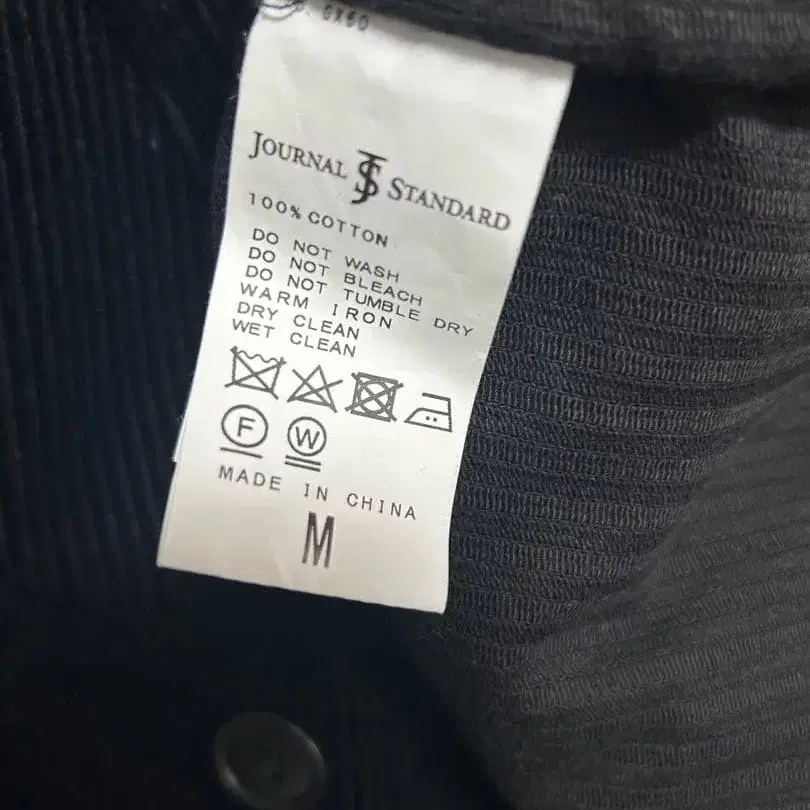 JOURNAL JS STANDARD
100% COTTON
DO NOT WASH
DO NOT BLEACH
DO NOT TUMBLE DRY
WARM IRON
DRY CLEAN
WET CLEAN
F W
MADE IN CHINA
M